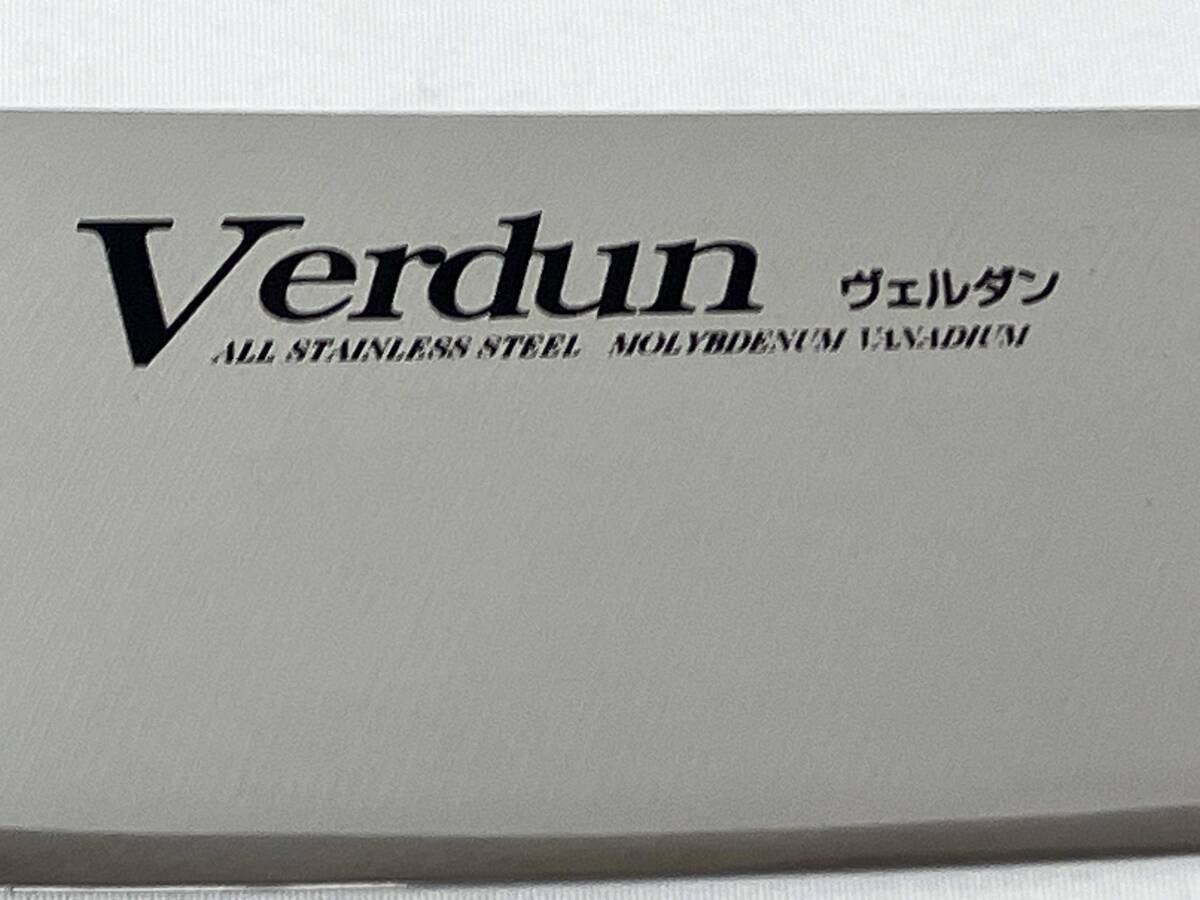 Verdun ヴェルダン
ALL STAINLESS STEEL MOLYBDENUM VANADIUM